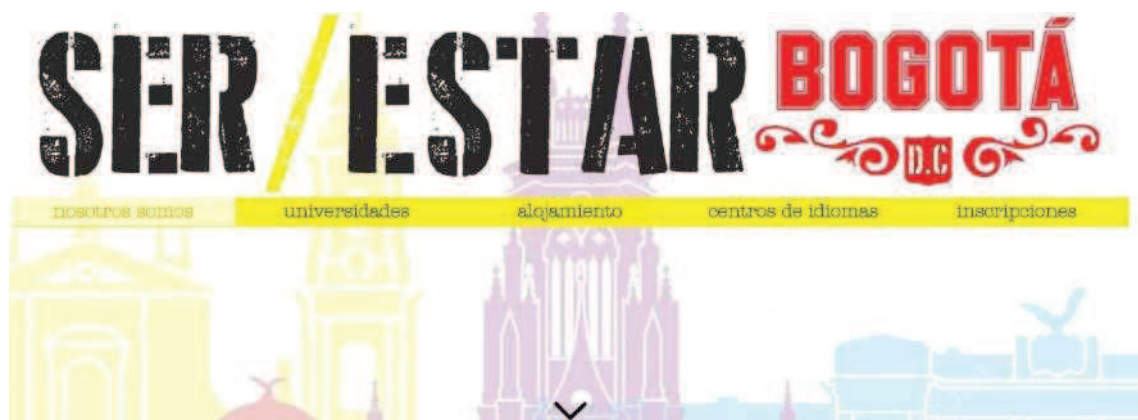 SER/ESTAR BOGOTÁ
D.C
nosotros somos universidades alojamiento centros de idiomas inscripciones